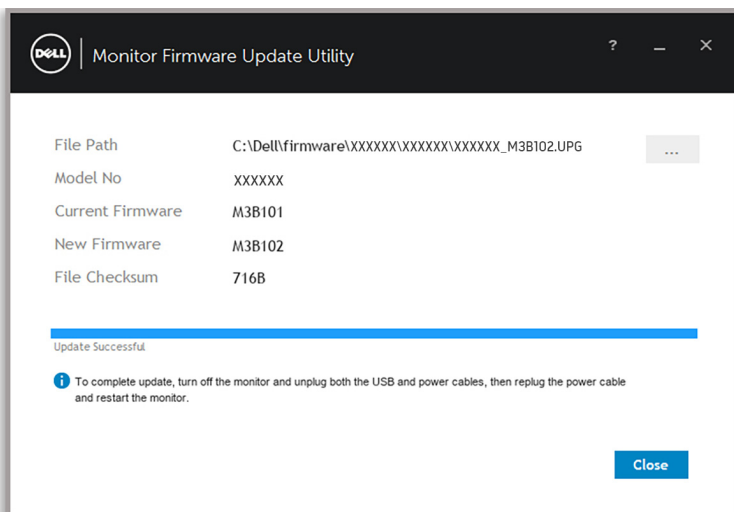 DELL Monitor Firmware Update Utility ? _ ×
File Path C:\Dell\firmware\XXXXXX\XXXXXX\XXXXXX_M3B102.UPG ...
Model No XXXXXX
Current Firmware M3B101
New Firmware M3B102
File Checksum 716B
Update Successful
i To complete update, turn off the monitor and unplug both the USB and power cables, then replug the power cable
and restart the monitor.
Close